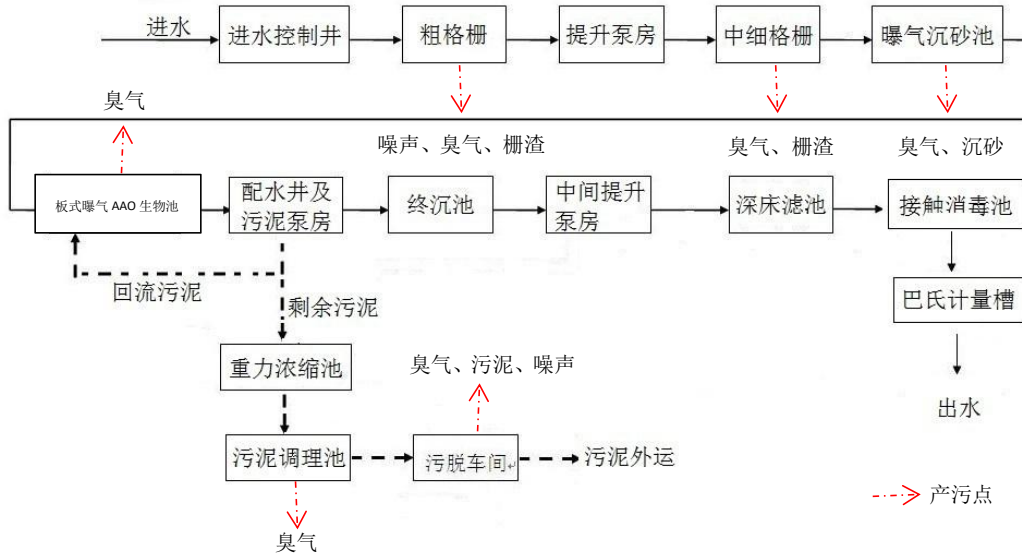 进水
进水控制井
粗格栅
提升泵房
中细格栅
曝气沉砂池
臭气
噪声、臭气、栅渣
臭气、栅渣
臭气、沉砂
板式曝气AAO生物池
配水井及
污泥泵房
终沉池
中间提升
泵房
深床滤池
接触消毒池
回流污泥
剩余污泥
巴氏计量槽
重力浓缩池
臭气、污泥、噪声
出水
污泥调理池
污脱车间
污泥外运
产污点
臭气